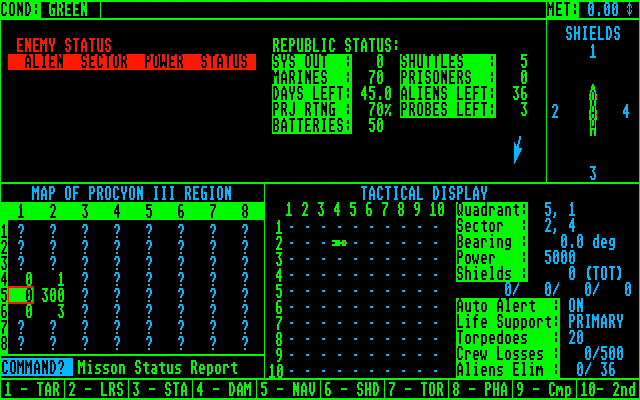 COND: GREEN
MET: 0.00 $
ENEMY STATUS
ALIEN SECTOR POWER STATUS
REPUBLIC STATUS:
SYS OUT : 0 SHUTTLES : 5
MARINES : 70 PRISONERS : 0
DAYS LEFT: 45.0 ALIENS LEFT: 36
PRJ RTNG : 70% PROBES LEFT: 3
BATTERIES: 50
SHIELDS
1
2 4
3
MAP OF PROCYON III REGION
1 2 3 4 5 6 7 8
1 ? ? ? ? ? ? ? ?
2 ? ? ? ? ? ? ? ?
3 ? ? ? ? ? ? ? ?
4 0 1 ? ? ? ? ? ?
5 0 300 ? ? ? ? ? ?
6 0 3 ? ? ? ? ? ?
7 ? ? ? ? ? ? ? ?
8 ? ? ? ? ? ? ? ?
COMMAND? Misson Status Report
TACTICAL DISPLAY
1 2 3 4 5 6 7 8 9 10
1 - - - - - - - - - -
2 - - - - - - - - -
3 - - - - - - - - - -
4 - - - - - - - - - -
5 - - - - - - - - - -
6 - - - - - - - - - -
7 - - - - - - - - - -
8 - - - - - - - - - -
9 - - - - - - - - - -
10 - - - - - - - - - -
Quadrant: 5, 1
Sector : 2, 4
Bearing : 0.0 deg
Power : 5000
Shields : 0 (TOT)
0/ 0/ 0/ 0
Auto Alert : ON
Life Support: PRIMARY
Torpedoes : 20
Crew Losses : 0/500
Aliens Elim : 0/ 36
1 - TAR 2 - LRS 3 - STA 4 - DAM 5 - NAV 6 - SHD 7 - TOR 8 - PHA 9 - Cmp 10- 2nd